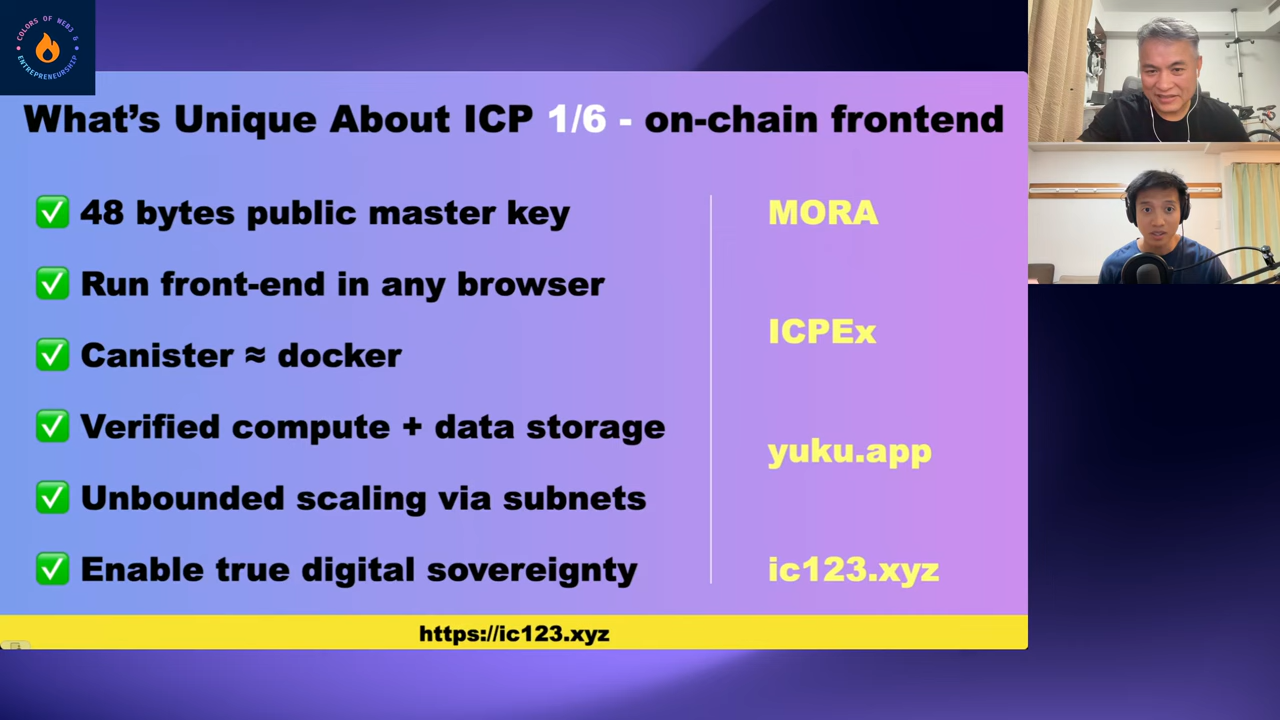 COLORS OF WEB3 &
ENTREPRENEURSHIP
What's Unique About ICP 1/6 - on-chain frontend
✅ 48 bytes public master key
✅ Run front-end in any browser
✅ Canister ≈ docker
✅ Verified compute + data storage
✅ Unbounded scaling via subnets
✅ Enable true digital sovereignty
MORA
ICPEx
yuku.app
ic123.xyz
https://ic123.xyz